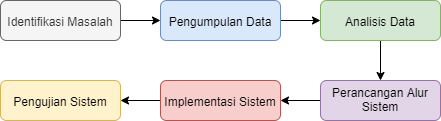 Identifikasi Masalah
Pengumpulan Data
Analisis Data
Perancangan Alur
Sistem
Implementasi Sistem
Pengujian Sistem